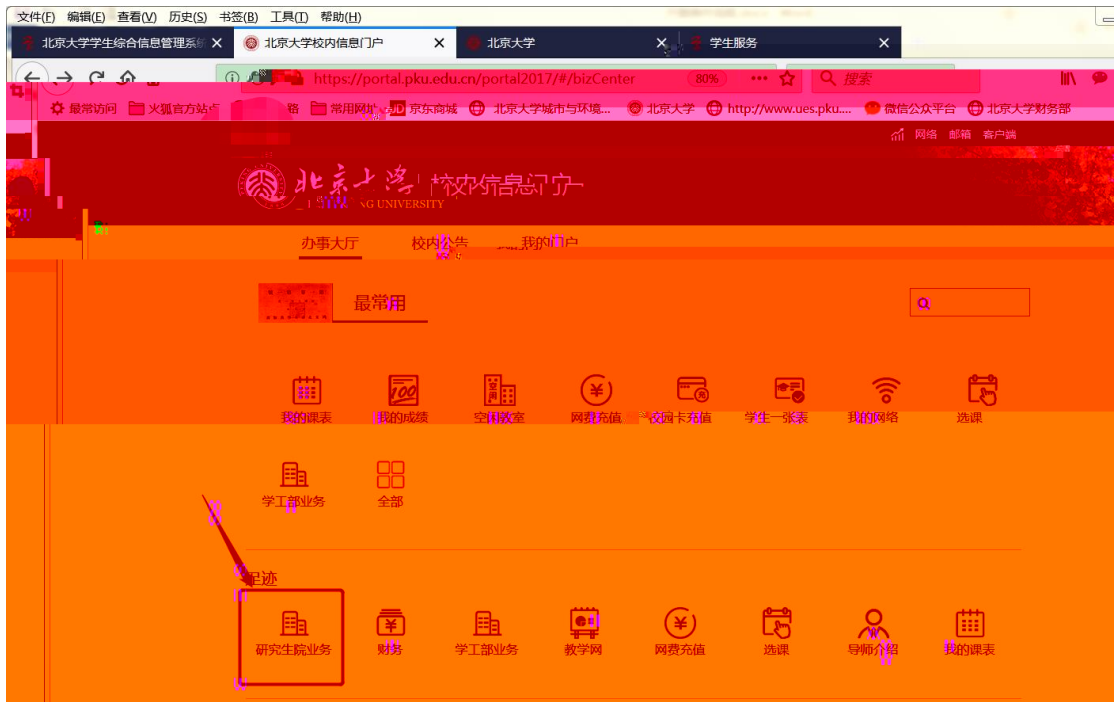 文件(F) 编辑(E) 查看(V) 历史(S) 书签(B) 工具(T) 帮助(H)
北京大学学生综合信息管理系统 北京大学校内信息门户 北京大学 学生服务
https://portal.pku.edu.cn/portal2017/#/bizCenter 80% 搜索
最常访问 火狐官方站点 常用网址 JD 京东商城 北京大学城市与环境... 北京大学 http://www.ues.pku.... 微信公众平台 北京大学财务部
网络 邮箱 客户端
北京大学 校内信息门户
UNIVERSITY
办事大厅 校内公告 我的门户
最常用
我的课表 我的成绩 空闲教室 网费充值 校园卡充值 学生一张表 我的网络 选课
学工部业务 全部
足迹
研究生院业务 财务 学工部业务 教学网 网费充值 选课 导师介绍 我的课表